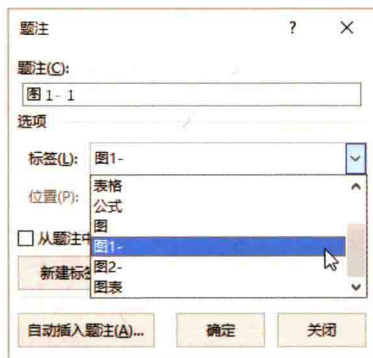 题注 ? ×
题注(C):
图 1- 1
选项
标签(L): 图1-
位置(P):
表格
公式
图
图1-
图2-
图表
从题注中
新建标签
自动插入题注(A)... 确定 关闭